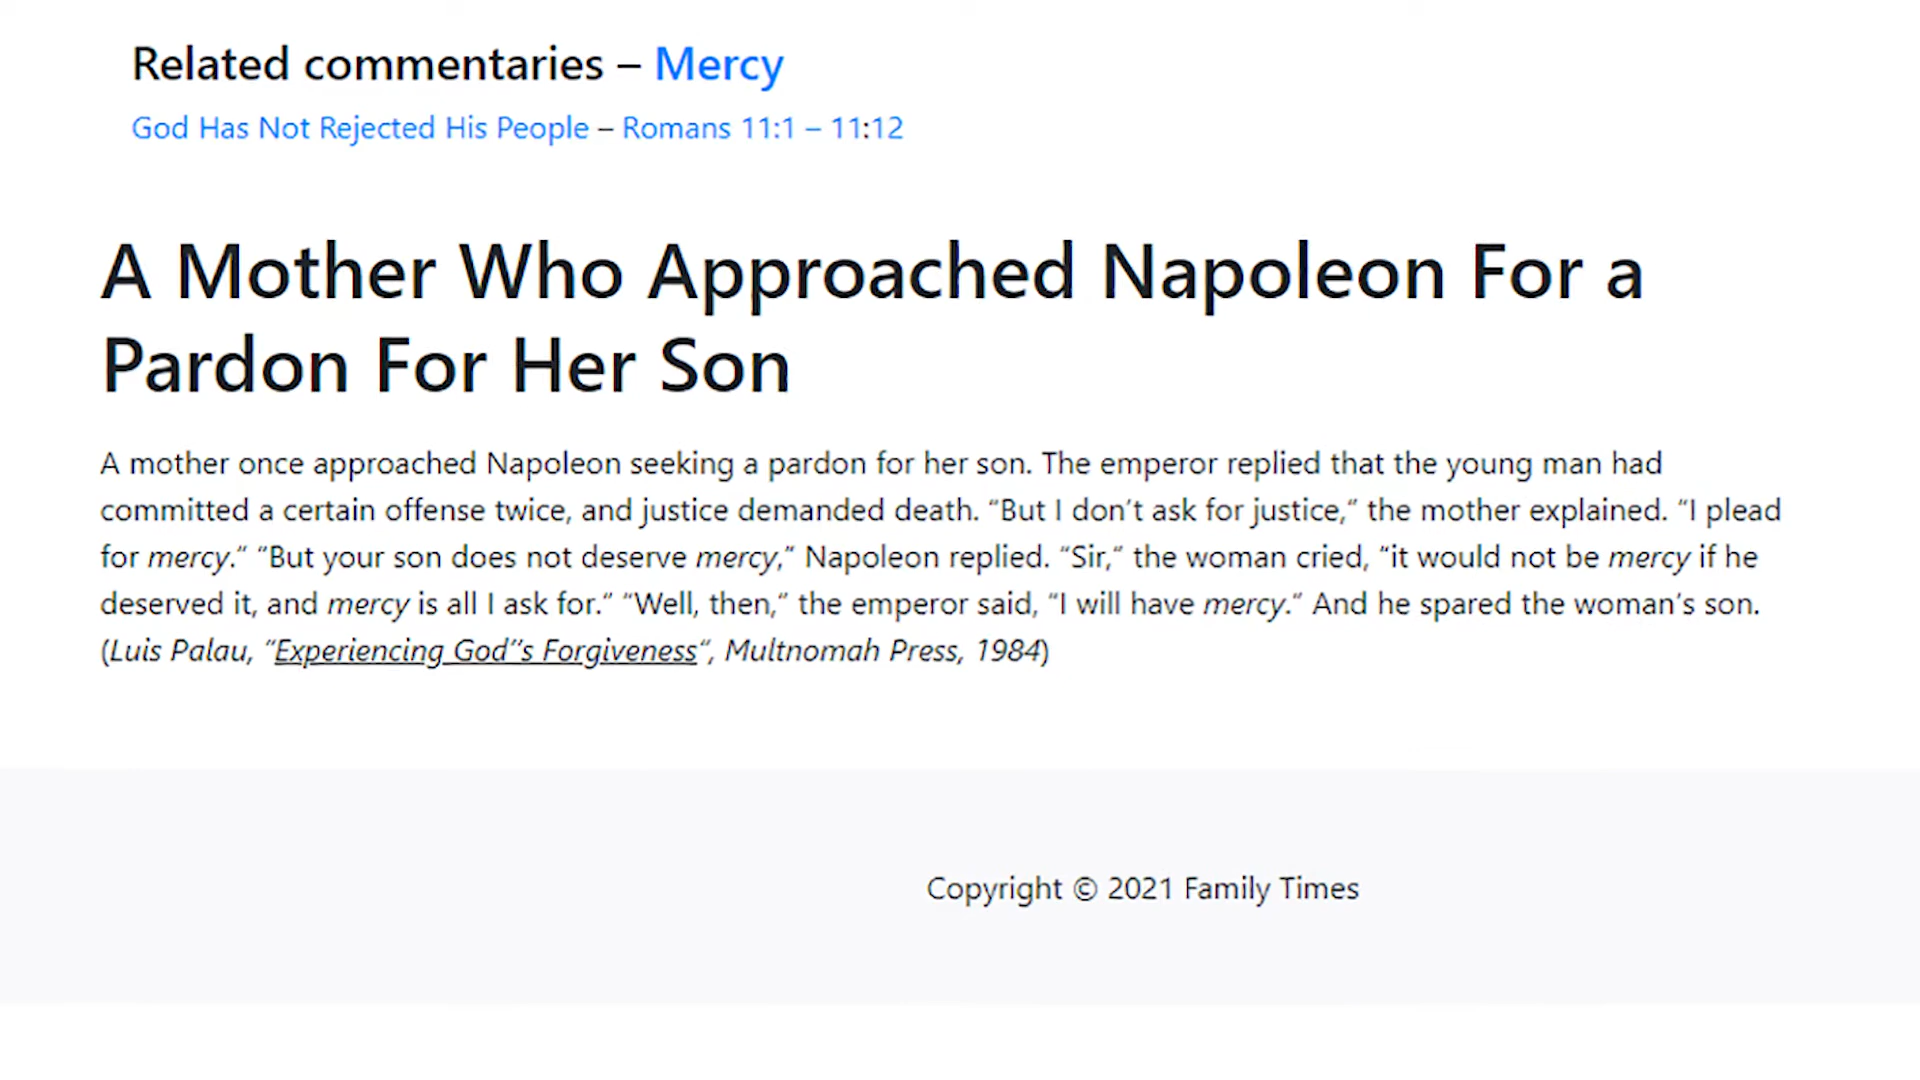 Related commentaries – Mercy
God Has Not Rejected His People – Romans 11:1 – 11:12
A Mother Who Approached Napoleon For a
Pardon For Her Son
A mother once approached Napoleon seeking a pardon for her son. The emperor replied that the young man had
committed a certain offense twice, and justice demanded death. “But I don’t ask for justice,” the mother explained. “I plead
for mercy.” “But your son does not deserve mercy,” Napoleon replied. “Sir,” the woman cried, “it would not be mercy if he
deserved it, and mercy is all I ask for.” “Well, then,” the emperor said, “I will have mercy.” And he spared the woman’s son.
(Luis Palau, “Experiencing God”s Forgiveness“, Multnomah Press, 1984)
Copyright © 2021 Family Times